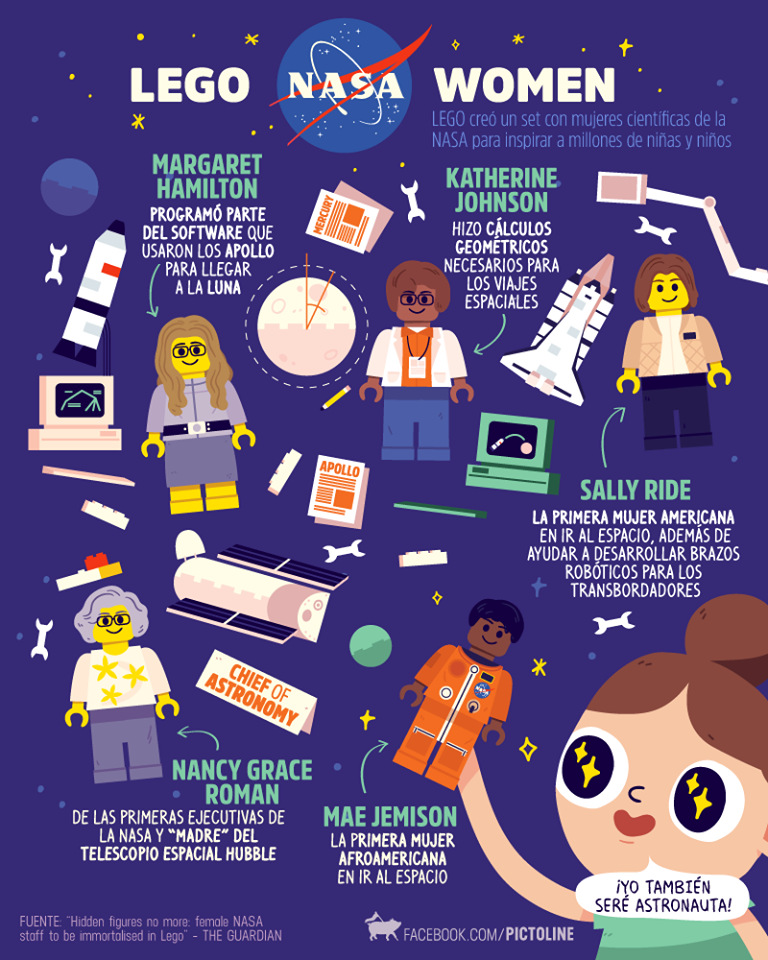 LEGO NASA WOMEN
LEGO creó un set con mujeres científicas de la
NASA para inspirar a millones de niñas y niños
MARGARET
HAMILTON
PROGRAMÓ PARTE
DEL SOFTWARE QUE
USARON LOS APOLLO
PARA LLEGAR
A LA LUNA
MERCURY
KATHERINE
JOHNSON
HIZO CÁLCULOS
GEOMÉTRICOS
NECESARIOS PARA
LOS VIAJES
ESPACIALES
APOLLO
SALLY RIDE
LA PRIMERA MUJER AMERICANA
EN IR AL ESPACIO, ADEMÁS DE
AYUDAR A DESARROLLAR BRAZOS
ROBÓTICOS PARA LOS
TRANSBORDADORES
CHIEF OF
ASTRONOMY
NASA
NANCY GRACE
ROMAN
DE LAS PRIMERAS EJECUTIVAS DE
LA NASA Y “MADRE” DEL
TELESCOPIO ESPACIAL HUBBLE
MAE JEMISON
LA PRIMERA MUJER
AFROAMERICANA
EN IR AL ESPACIO
¡YO TAMBIÉN
SERÉ ASTRONAUTA!
FUENTE: “Hidden figures no more: female NASA
staff to be immortalised in Lego” - THE GUARDIAN
FACEBOOK.COM/PICTOLINE